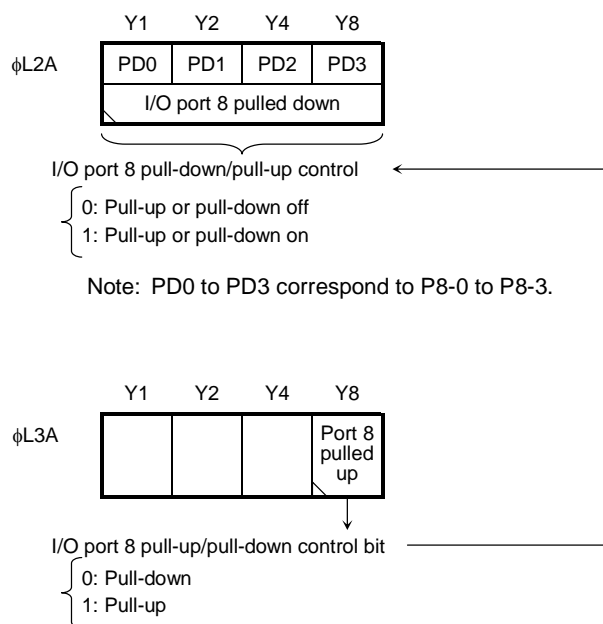 Y1 Y2 Y4 Y8
ϕL2A PD0 PD1 PD2 PD3
I/O port 8 pulled down
I/O port 8 pull-down/pull-up control
0: Pull-up or pull-down off
1: Pull-up or pull-down on
Note: PD0 to PD3 correspond to P8-0 to P8-3.
Y1 Y2 Y4 Y8
ϕL3A
Port 8
pulled
up
I/O port 8 pull-up/pull-down control bit
0: Pull-down
1: Pull-up